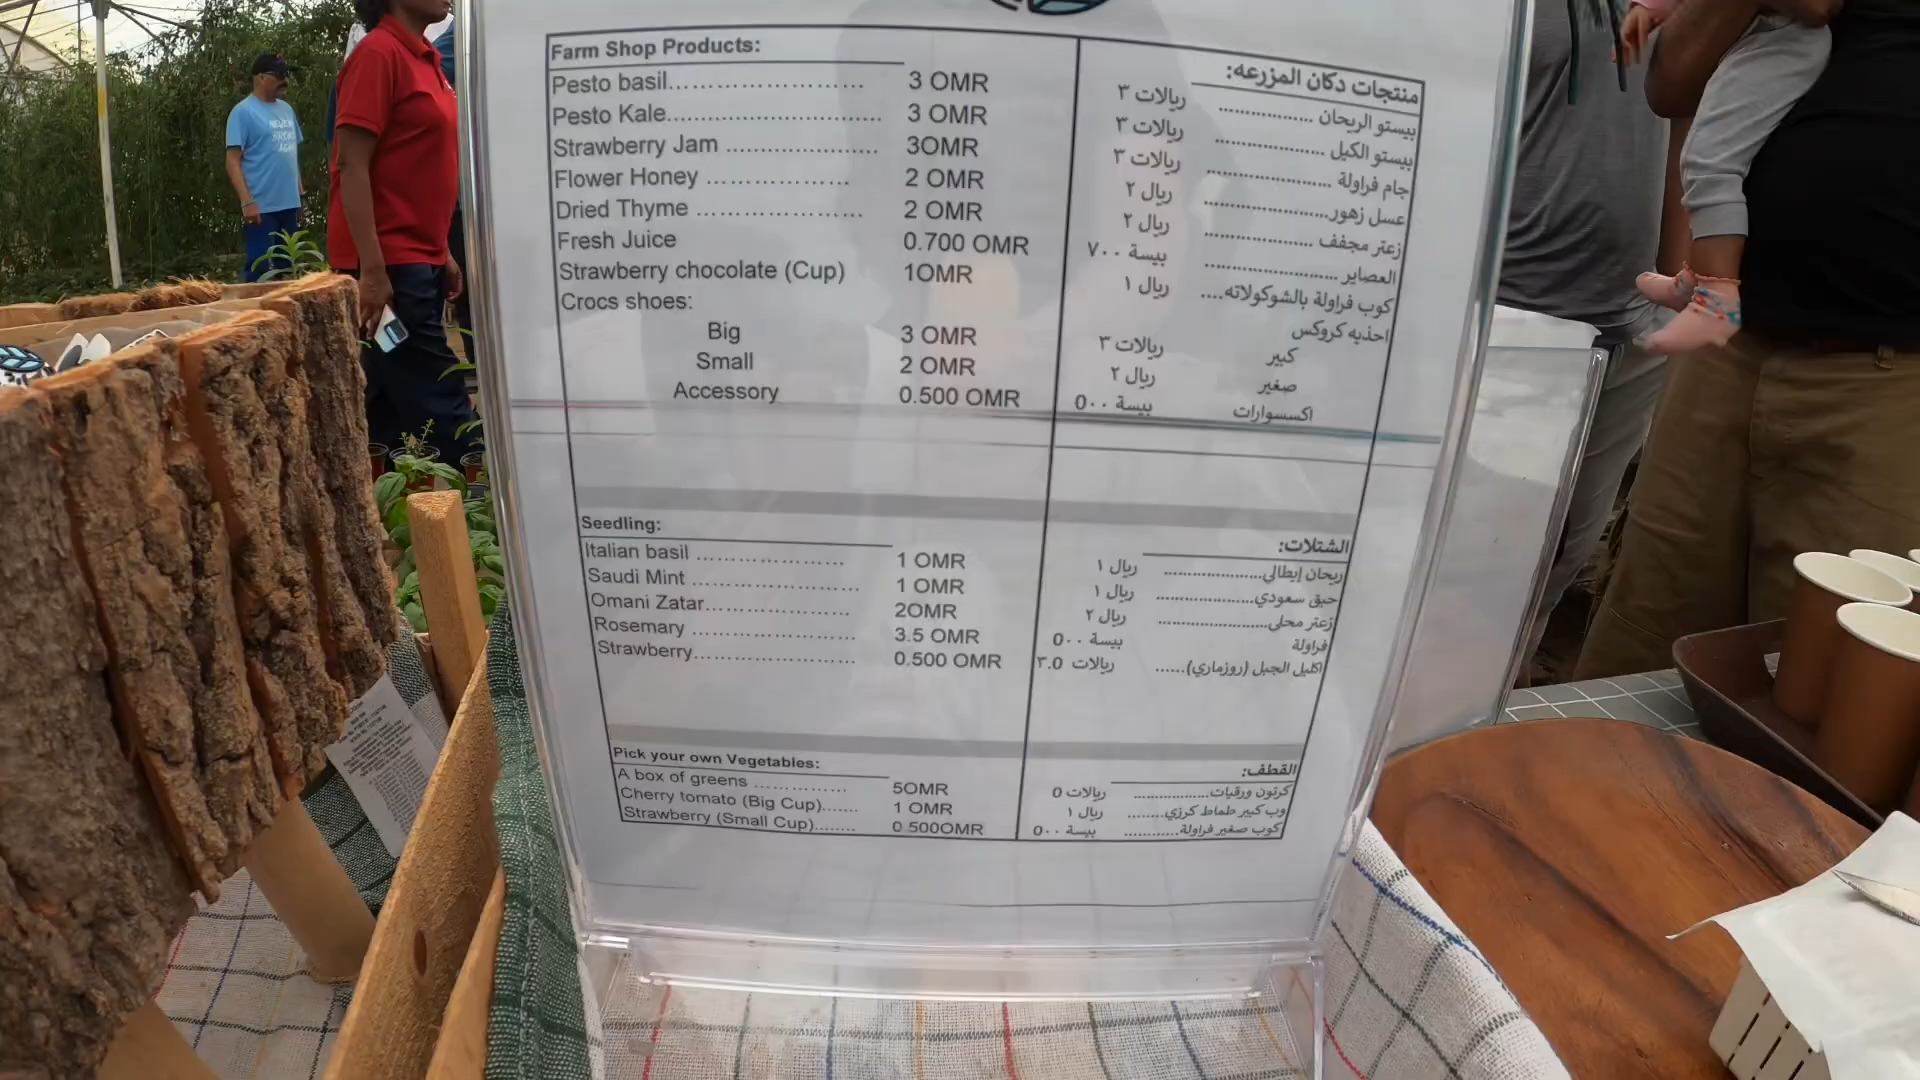 Farm Shop Products:
Pesto basil........................ 3 OMR
Pesto Kale........................ 3 OMR
Strawberry Jam ........................ 3OMR
Flower Honey ........................ 2 OMR
Dried Thyme ........................ 2 OMR
Fresh Juice 0.700 OMR
Strawberry chocolate (Cup) 1OMR
Crocs shoes:
Big 3 OMR
Small 2 OMR
Accessory 0.500 OMR
Seedling:
Italian basil ........................ 1 OMR
Saudi Mint ........................ 1 OMR
Omani Zatar........................ 2OMR
Rosemary ........................ 3.5 OMR
Strawberry........................ 0.500 OMR
Pick your own Vegetables:
A box of greens ............... 5OMR
Cherry tomato (Big Cup)....... 1 OMR
Strawberry (Small Cup)........ 0.500OMR
منتجات دكان المزرعه:
بيستو الريحان ................ ٣ ريالات
بيستو الكيل .................... ٣ ريالات
جام فراولة ....................... ٣ ريالات
عسل زهور....................... ٢ ريال
زعتر مجفف .................... ٢ ريال
العصاير ........................ ٧٠٠ بيسة
كوب فراولة بالشوكولاته.... ١ ريال
احذيه كروكس
كبير ٣ ريالات
صغير ٢ ريال
اكسسوارات ٥٠٠ بيسة
الشتلات:
ريحان إيطالي................... ١ ريال
حبق سعودي................... ١ ريال
زعتر محلى................... ٢ ريال
فراولة ٥٠٠ بيسة
اكليل الجبل (روزماري)...... ٣.٥ ريالات
القطف:
كرتون ورقيات................... ٥ ريالات
وب كبير طماط كرزي........ ١ ريال
كوب صغير فراولة............ ٥٠٠ بيسة